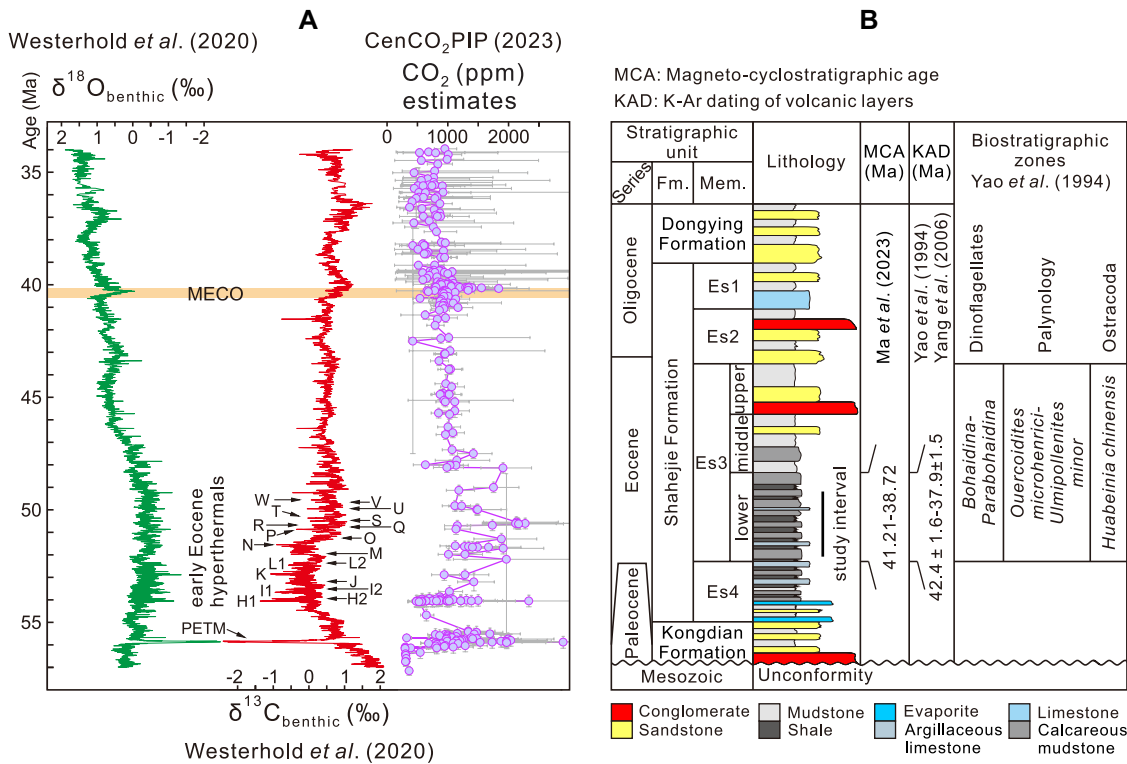 A
Westerhold et al. (2020)
CenCO2PIP (2023)
δ18Obenthic (‰)
CO2 (ppm)
estimates
Age (Ma)
2 1 0 -1 -2
0 1000 2000
35
40
45
50
55
MECO
early Eocene
hyperthermals
W
V
T
U
R
S
P
Q
N
O
M
L1
L2
K
J
I1
I2
H1
H2
PETM
-2 -1 0 1 2
δ13Cbenthic (‰)
Westerhold et al. (2020)
B
MCA: Magneto-cyclostratigraphic age
KAD: K-Ar dating of volcanic layers
Stratigraphic
unit
Series
Fm.
Mem.
Lithology
MCA
(Ma)
KAD
(Ma)
Biostratigraphic
zones
Yao et al. (1994)
Oligocene
Eocene
Paleocene
Mesozoic
Dongying
Formation
Shahejie Formation
Kongdian
Formation
Es1
Es2
Es3
upper
middle
lower
Es4
Unconformity
study interval
Ma et al. (2023)
41.21-38.72
Yao et al. (1994)
Yang et al. (2006)
42.4 ± 1.6-37.9±1.5
Dinoflagellates
Palynology
Ostracoda
Bohaidina-
Parabohaidina
Quercoidites
microhenrici-
Ulmipollenites
minor
Huabeinia chinensis
Conglomerate
Sandstone
Mudstone
Shale
Evaporite
Argillaceous
limestone
Limestone
Calcareous
mudstone